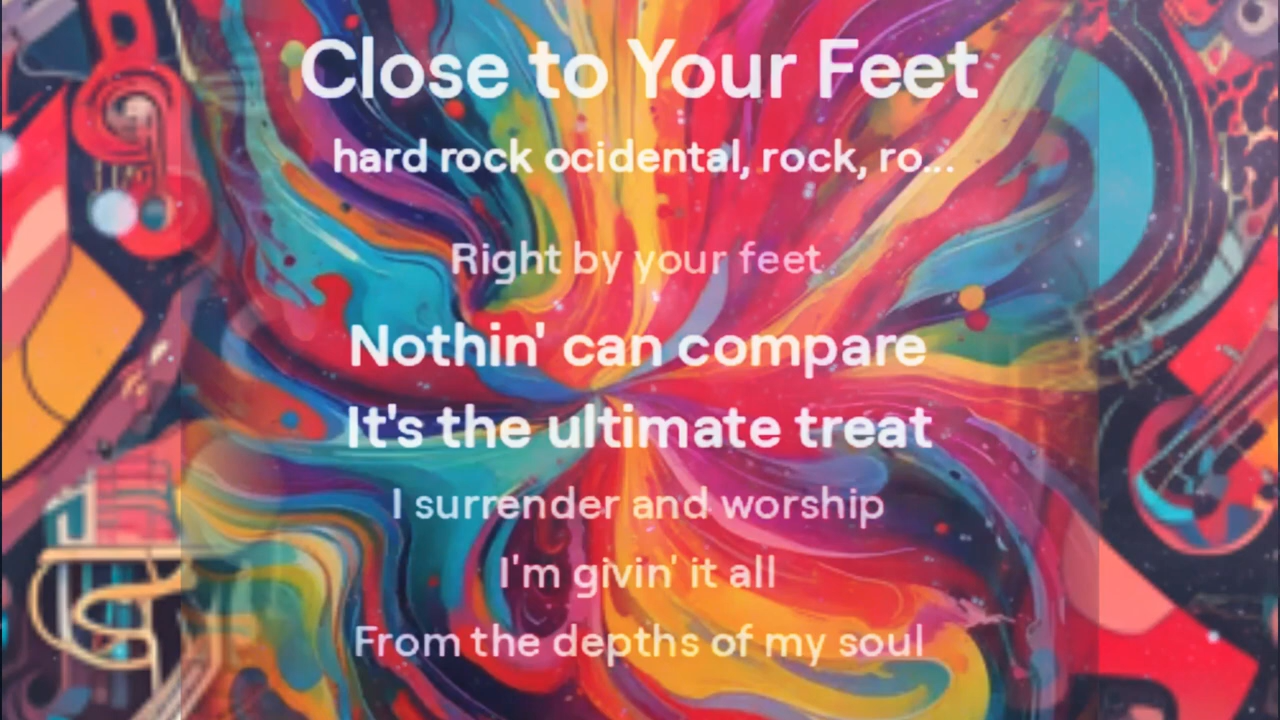 Close to Your Feet
hard rock ocidental, rock, ro...
Right by your feet
Nothin' can compare
It's the ultimate treat
I surrender and worship
I'm givin' it all
From the depths of my soul